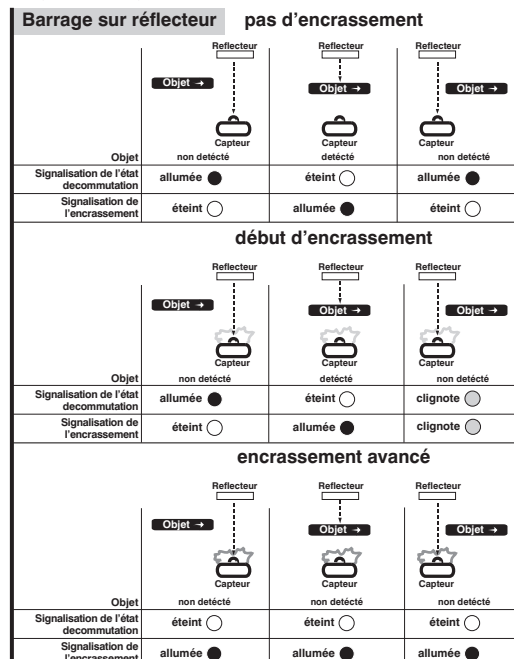 Barrage sur réflecteur pas d'encrassement
Reflecteur Reflecteur Reflecteur
Objet → Objet → Objet →
Capteur Capteur Capteur
Objet non detécté detécté non detécté
Signalisation de l'état
decommutation allumée éteint allumée
Signalisation de
l'encrassement éteint allumée éteint
début d'encrassement
Reflecteur Reflecteur Reflecteur
Objet → Objet → Objet →
Capteur Capteur Capteur
Objet non detécté detécté non detécté
Signalisation de l'état
decommutation allumée éteint clignote
Signalisation de
l'encrassement éteint allumée clignote
encrassement avancé
Reflecteur Reflecteur Reflecteur
Objet → Objet → Objet →
Capteur Capteur Capteur
Objet non detécté non detécté non detécté
Signalisation de l'état
decommutation éteint éteint éteint
Signalisation de
l'encrassement allumée allumée allumée